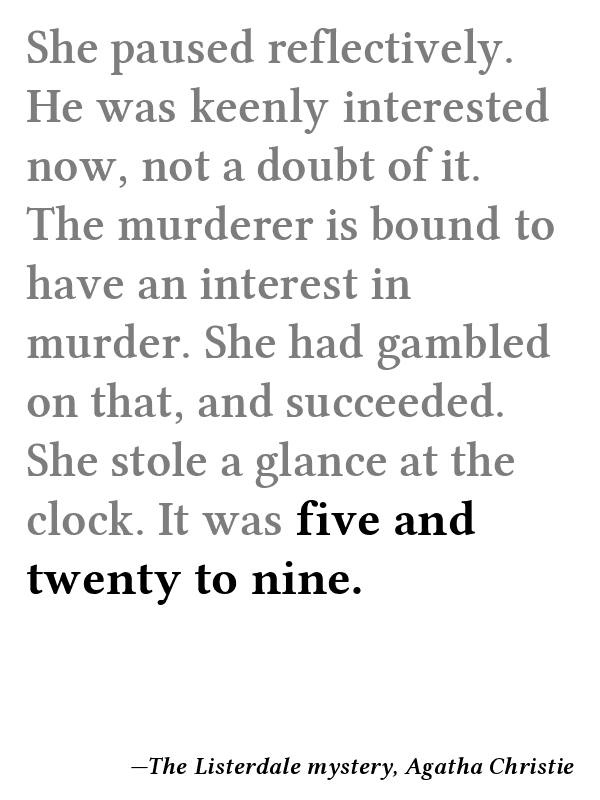 She paused reflectively.
He was keenly interested
now, not a doubt of it.
The murderer is bound to
have an interest in
murder. She had gambled
on that, and succeeded.
She stole a glance at the
clock. It was five and
twenty to nine.
—The Listerdale mystery, Agatha Christie